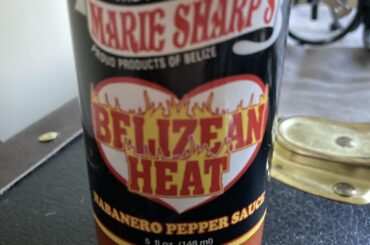 MARIE SHARP'S
PROUD PRODUCTS OF BELIZE
BELIZEAN
HEAT
HABANERO PEPPER SAUCE
5 fl oz (148 ml)